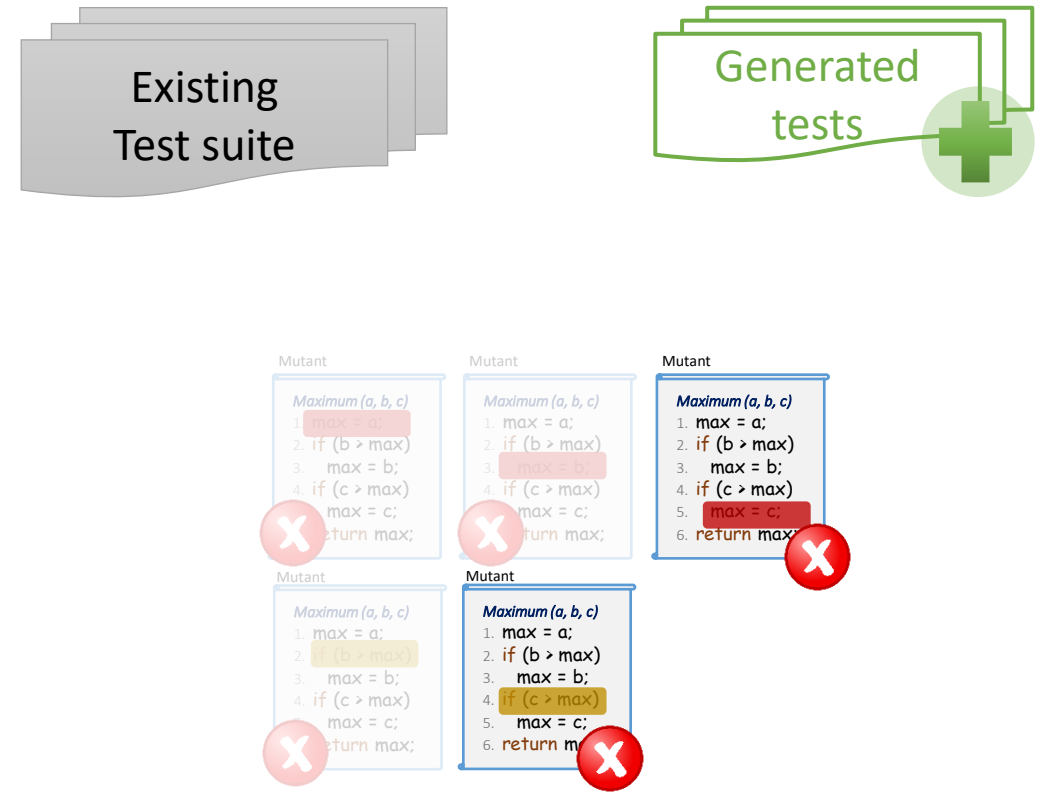 Existing
Test suite
Generated
tests
Mutant
Maximum (a, b, c)
1. max = a;
2. if (b > max)
3. max = b;
4. if (c > max)
max = c;
return max;
Mutant
Maximum (a, b, c)
1. max = a;
2. if (b > max)
3. max = b;
4. if (c > max)
max = c;
turn max;
Mutant
Maximum (a, b, c)
1. max = a;
2. if (b > max)
3. max = b;
4. if (c > max)
5. max = c;
6. return max
Mutant
Maximum (a, b, c)
1. max = a;
2. if (b > max)
3. max = b;
4. if (c > max)
max = c;
return max;
Mutant
Maximum (a, b, c)
1. max = a;
2. if (b > max)
3. max = b;
4. if (c > max)
5. max = c;
6. return m